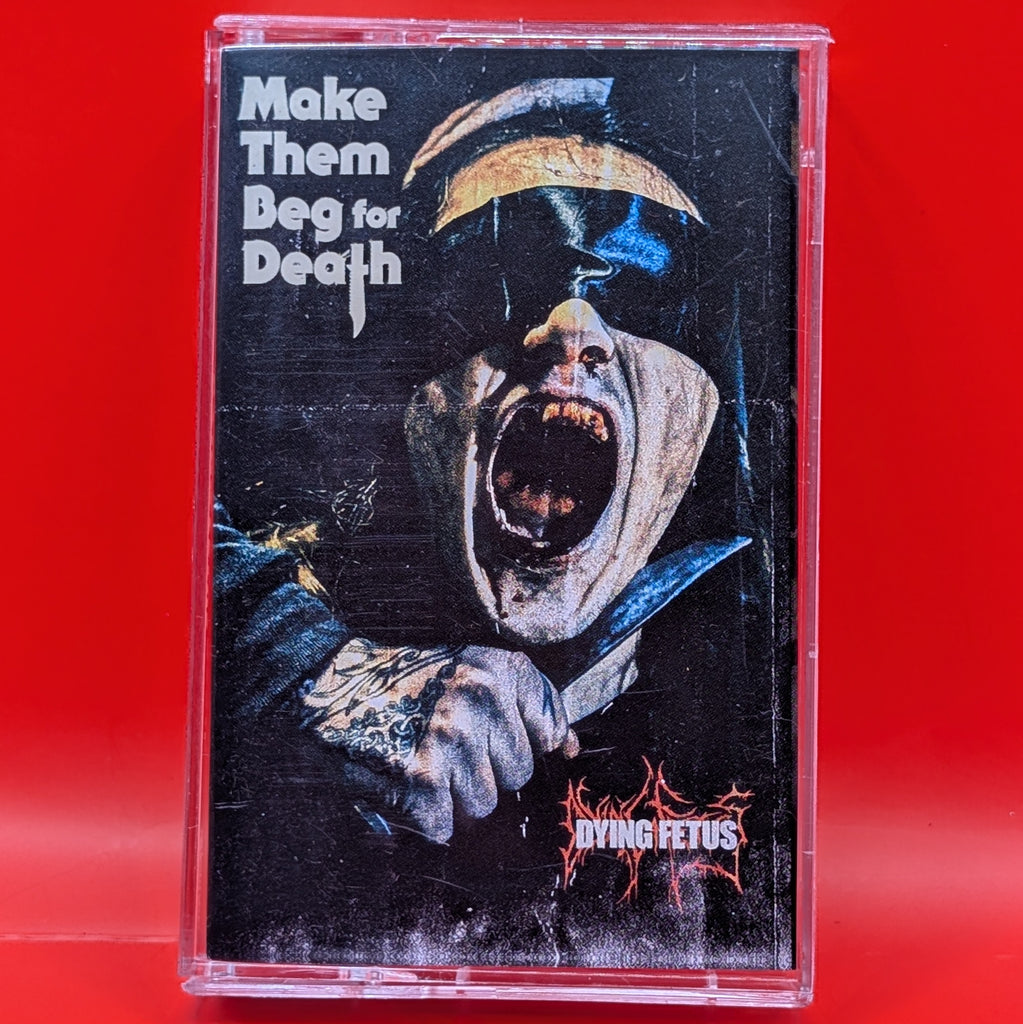 Make
Them
Beg for
Death
DYING FETUS